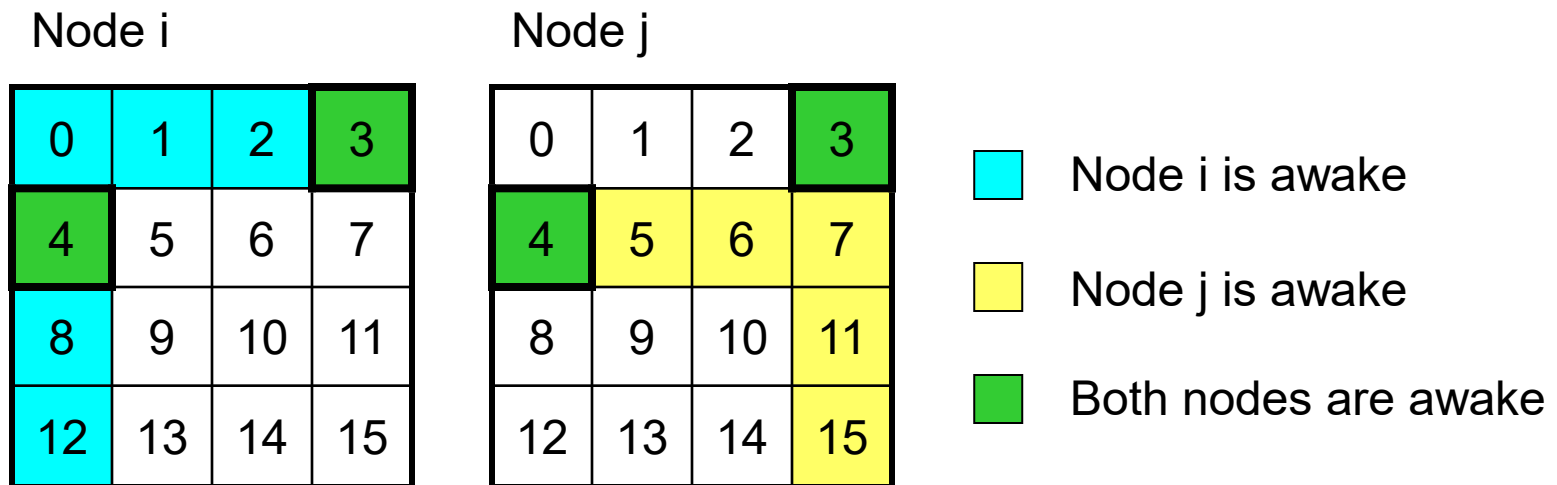 Node i
0 1 2 3
4 5 6 7
8 9 10 11
12 13 14 15
Node j
0 1 2 3
4 5 6 7
8 9 10 11
12 13 14 15
Node i is awake
Node j is awake
Both nodes are awake